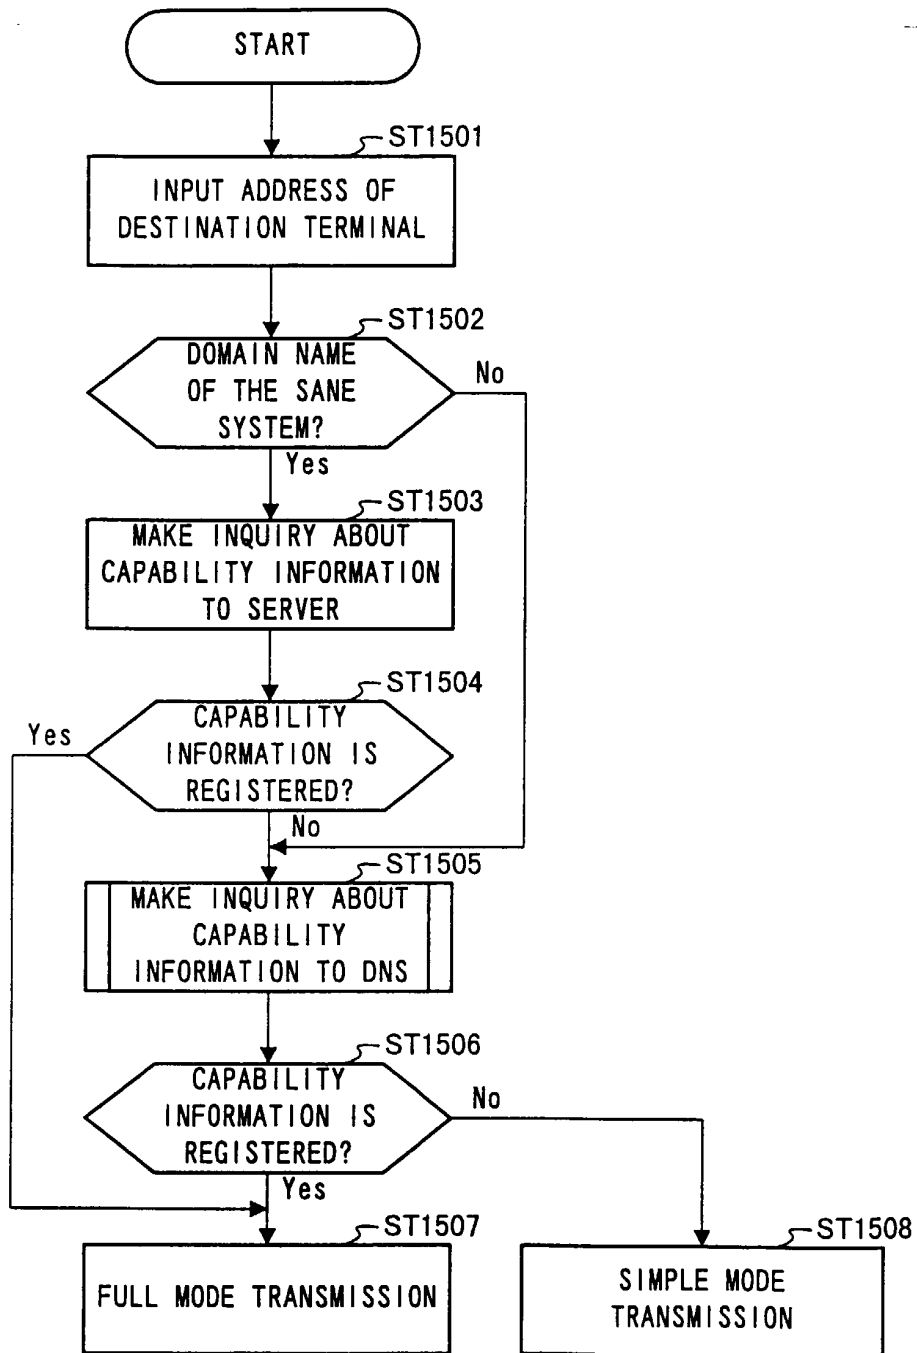 START
ST1501
INPUT ADDRESS OF
DESTINATION TERMINAL
ST1502
DOMAIN NAME
OF THE SANE
SYSTEM?
No
Yes
ST1503
MAKE INQUIRY ABOUT
CAPABILITY INFORMATION
TO SERVER
ST1504
CAPABILITY
INFORMATION IS
REGISTERED?
Yes
No
ST1505
MAKE INQUIRY ABOUT
CAPABILITY
INFORMATION TO DNS
ST1506
CAPABILITY
INFORMATION IS
REGISTERED?
No
Yes
ST1507
FULL MODE TRANSMISSION
ST1508
SIMPLE MODE
TRANSMISSION